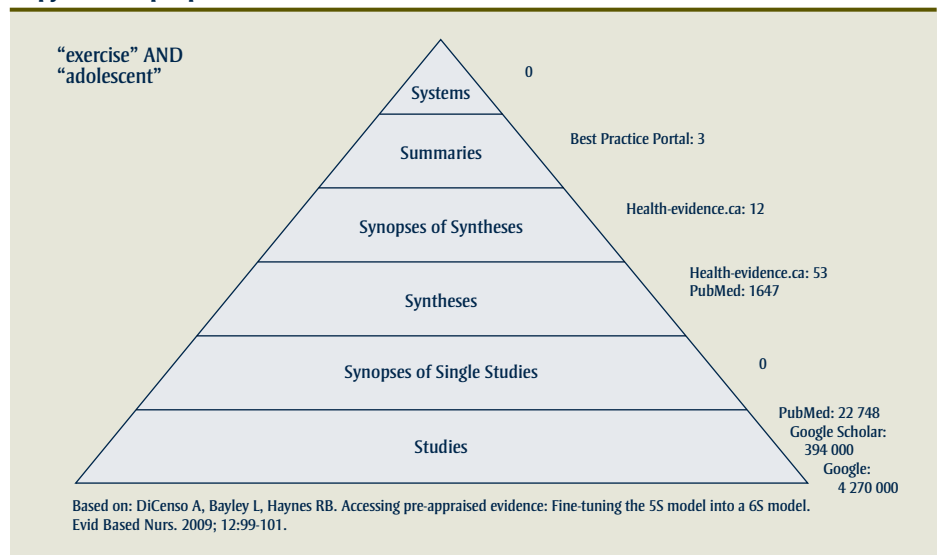 “exercise” AND
“adolescent”
0
Systems
Best Practice Portal: 3
Summaries
Health-evidence.ca: 12
Synopses of Syntheses
Health-evidence.ca: 53
PubMed: 1647
Syntheses
0
Synopses of Single Studies
PubMed: 22 748
Google Scholar:
394 000
Studies
Google:
4 270 000
Based on: DiCenso A, Bayley L, Haynes RB. Accessing pre-appraised evidence: Fine-tuning the 5S model into a 6S model.
Evid Based Nurs. 2009; 12:99-101.